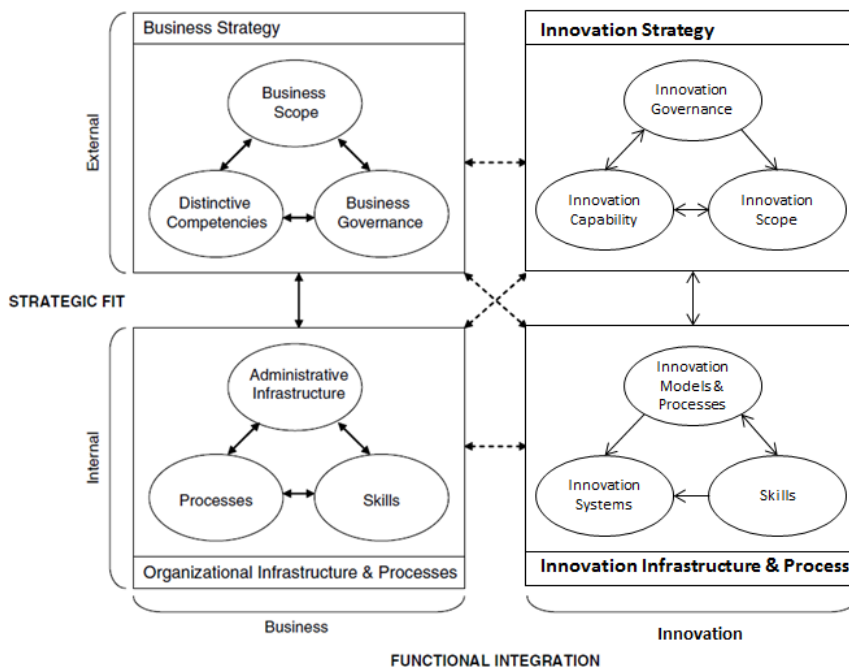 Business Strategy
Innovation Strategy
External
Business
Scope
Distinctive
Competencies
Business
Governance
Innovation
Governance
Innovation
Capability
Innovation
Scope
STRATEGIC FIT
Internal
Administrative
Infrastructure
Processes
Skills
Innovation
Models &
Processes
Innovation
Systems
Skills
Organizational Infrastructure & Processes
Innovation Infrastructure & Process
Business
Innovation
FUNCTIONAL INTEGRATION